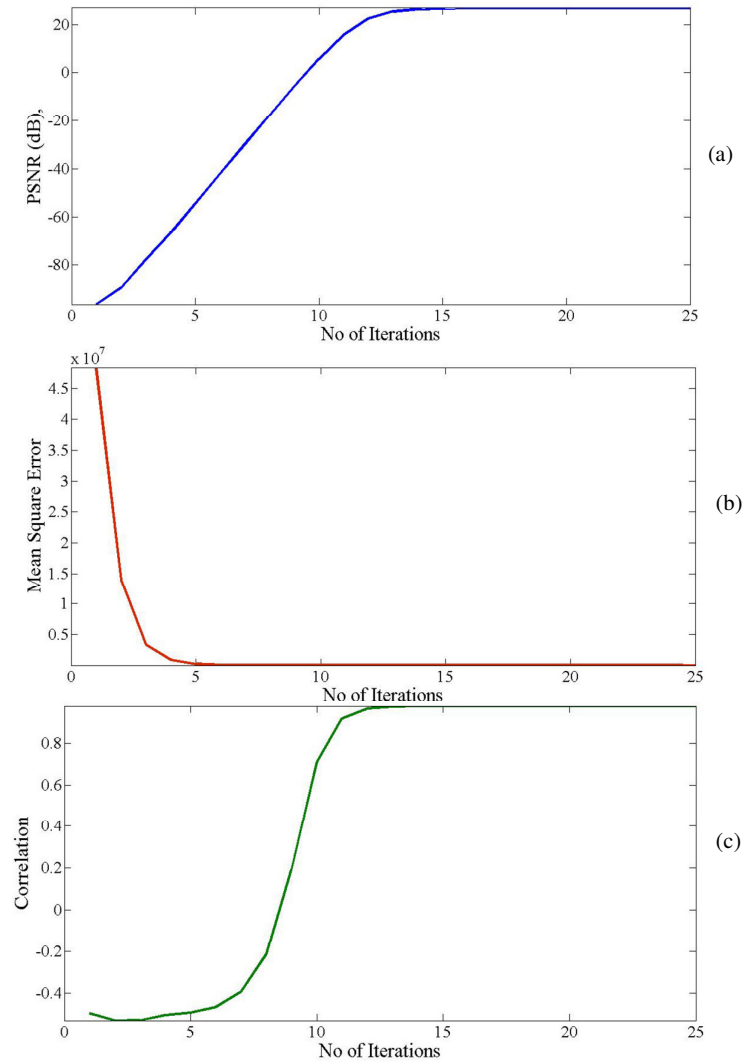 20
0
-20
-40
-60
-80
PSNR (dB),
0 5 10 15 20 25
No of Iterations
(a)
x 10^7
4.5
4
3.5
3
2.5
2
1.5
1
0.5
Mean Square Error
0 5 10 15 20 25
No of Iterations
(b)
0.8
0.6
0.4
0.2
0
-0.2
-0.4
Correlation
0 5 10 15 20 25
No of Iterations
(c)